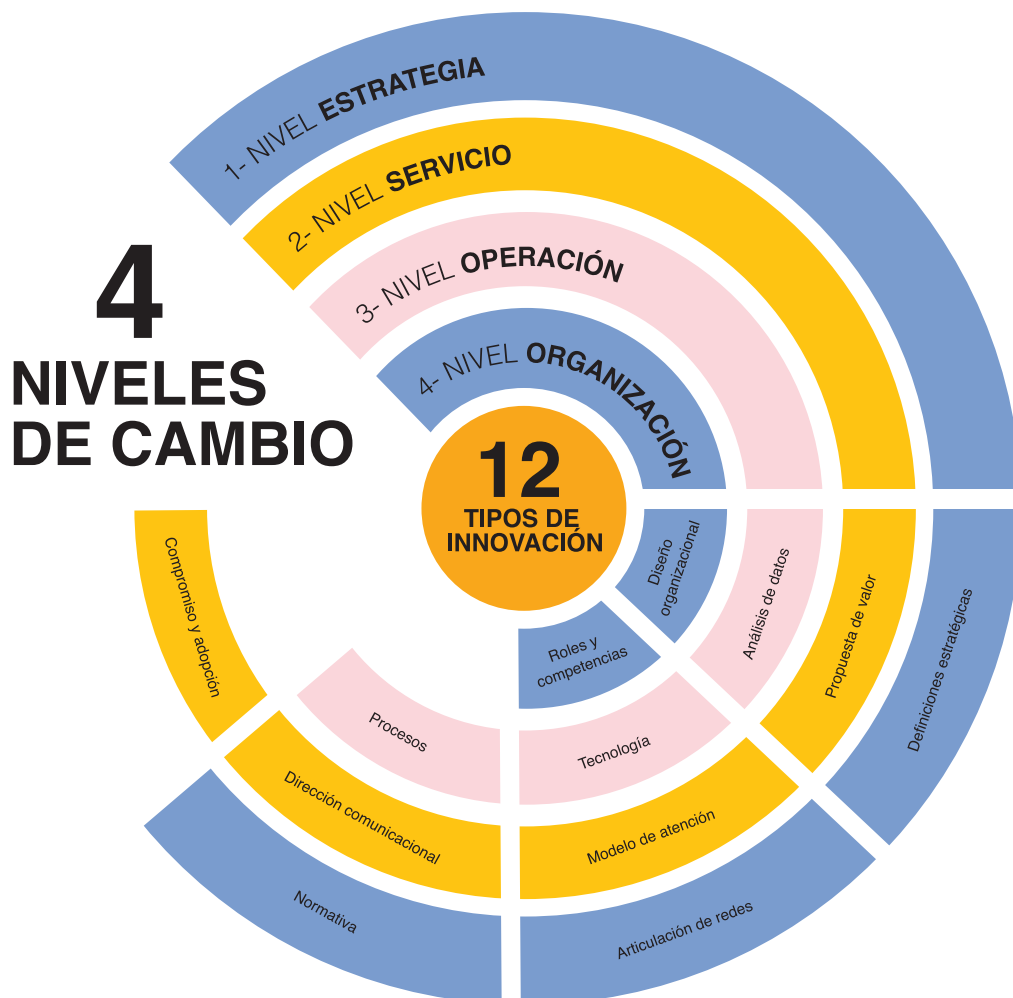 4
NIVELES
DE CAMBIO
1- NIVEL ESTRATEGIA
2- NIVEL SERVICIO
3- NIVEL OPERACIÓN
4- NIVEL ORGANIZACIÓN
12
TIPOS DE
INNOVACIÓN
Diseño
organizacional
Roles y
competencias
Análisis de datos
Tecnología
Procesos
Propuesta de valor
Modelo de atención
Dirección comunicacional
Compromiso y adopción
Definiciones estratégicas
Articulación de redes
Normativa